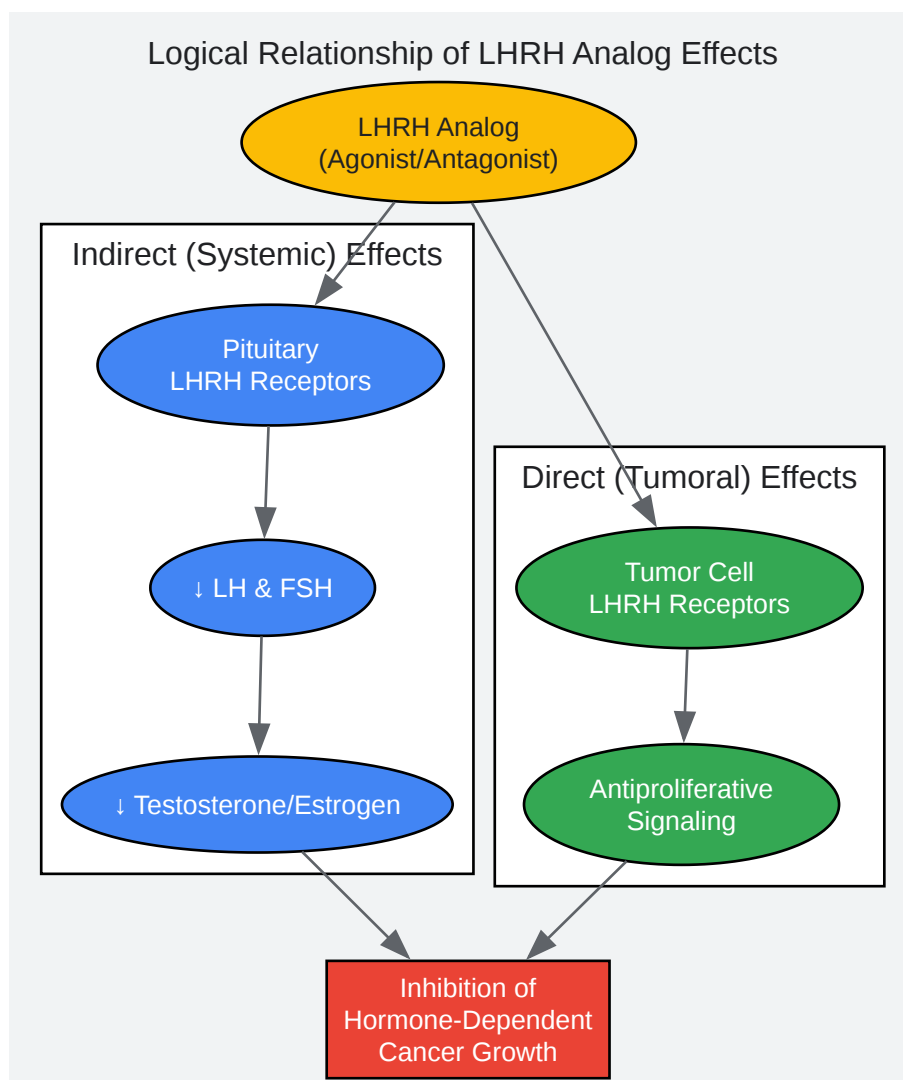 Logical Relationship of LHRH Analog Effects
LHRH Analog
(Agonist/Antagonist)
Indirect (Systemic) Effects
Pituitary
LHRH Receptors
↓ LH & FSH
↓ Testosterone/Estrogen
Direct (Tumoral) Effects
Tumor Cell
LHRH Receptors
Antiproliferative
Signaling
Inhibition of
Hormone-Dependent
Cancer Growth